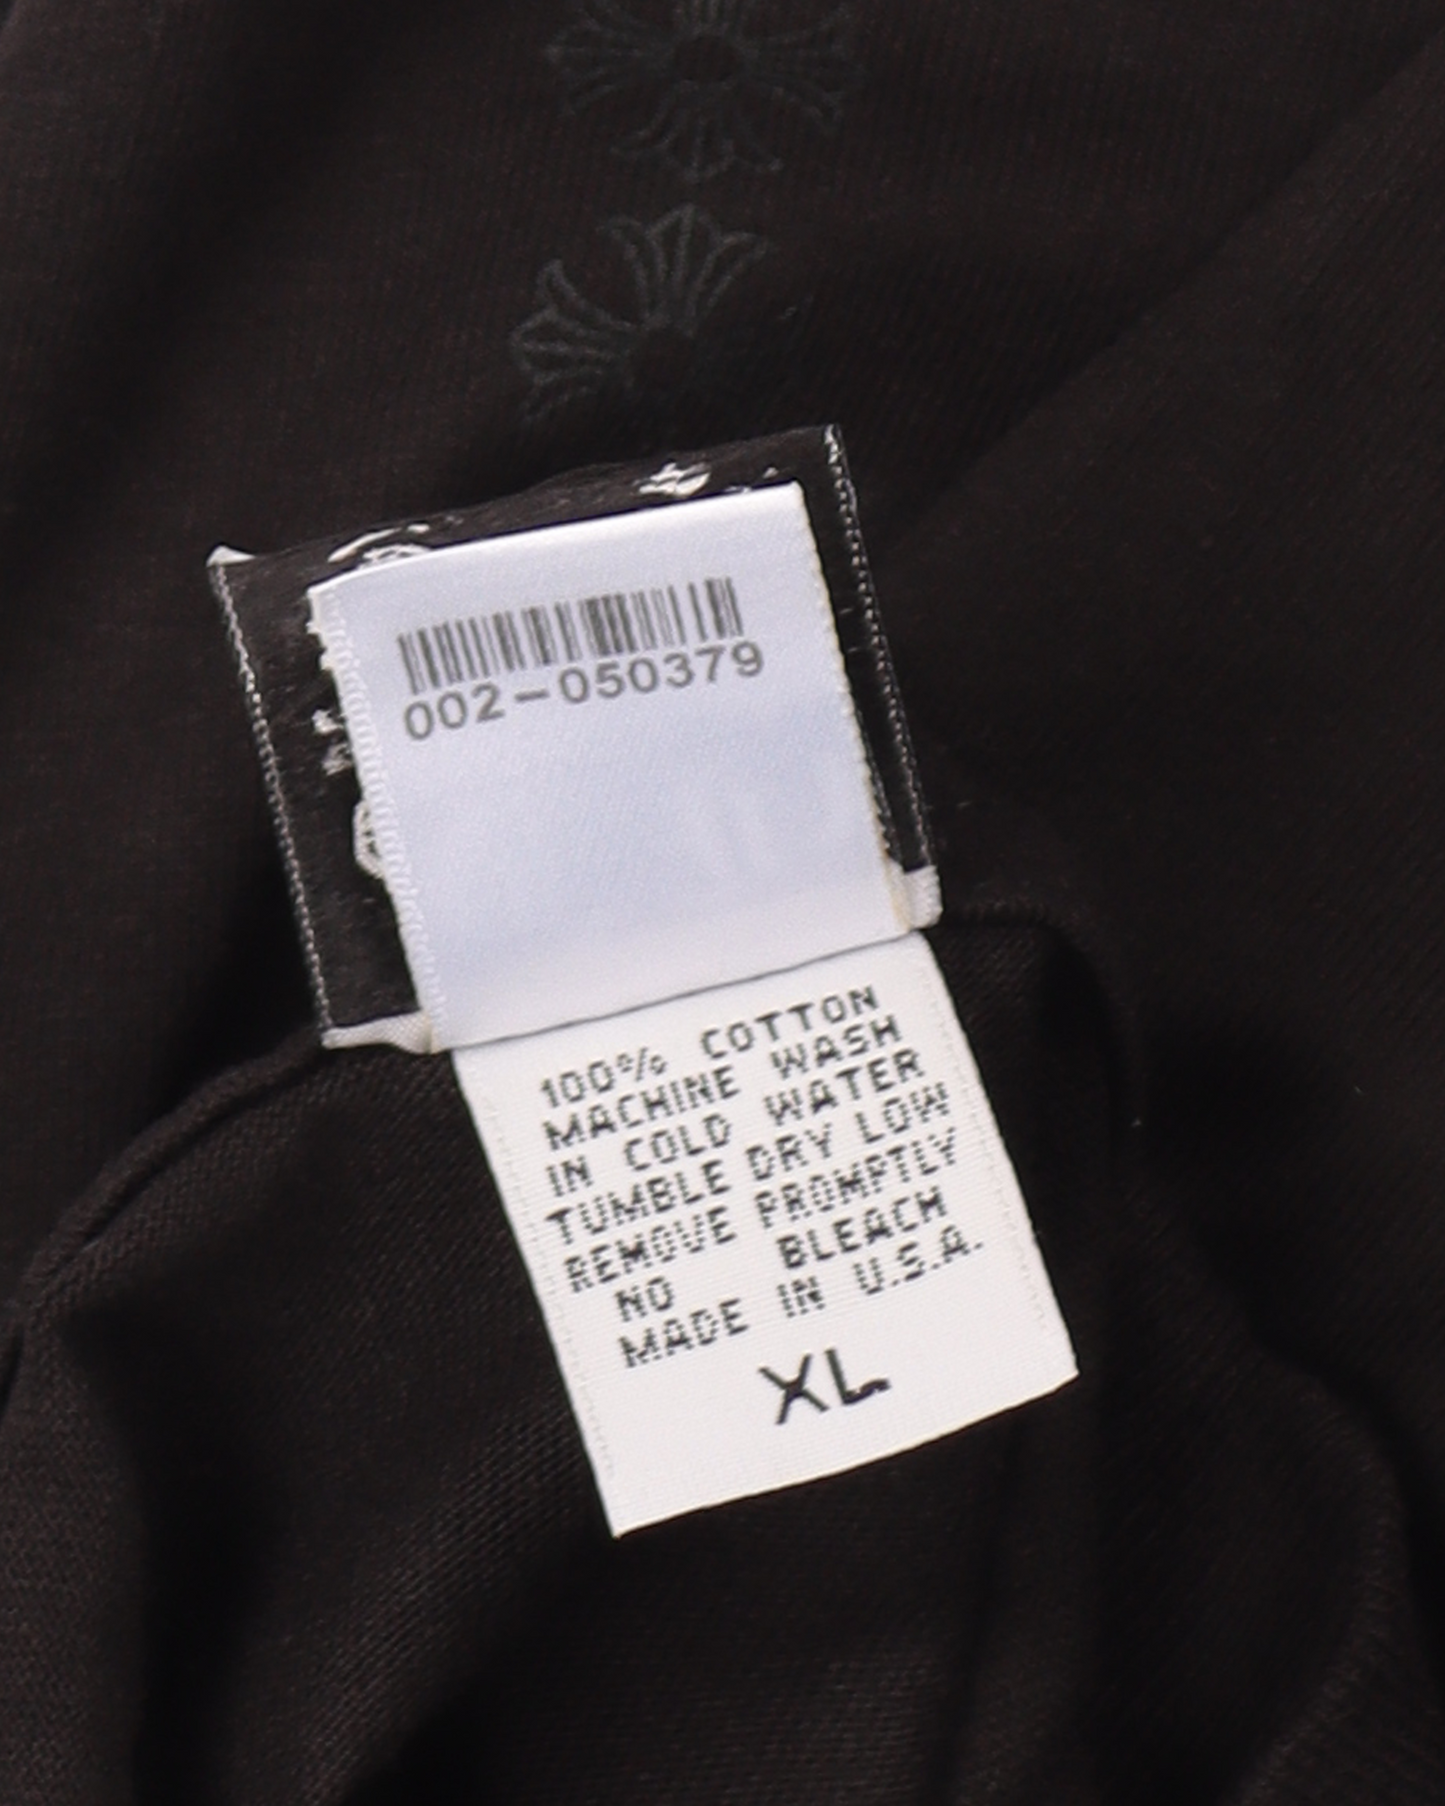 002-050379
100% COTTON
MACHINE WASH
IN COLD WATER
TUMBLE DRY LOW
REMOVE PROMPTLY
NO BLEACH
MADE IN U.S.A.
XL